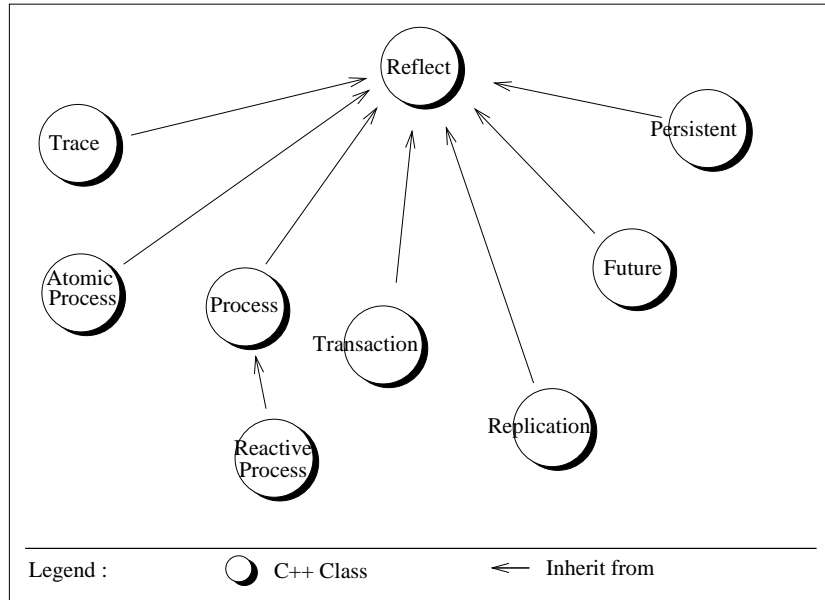 Reflect
Persistent
Trace
Atomic
Process
Process
Future
Transaction
Replication
Reactive
Process
Legend :
C++ Class
Inherit from